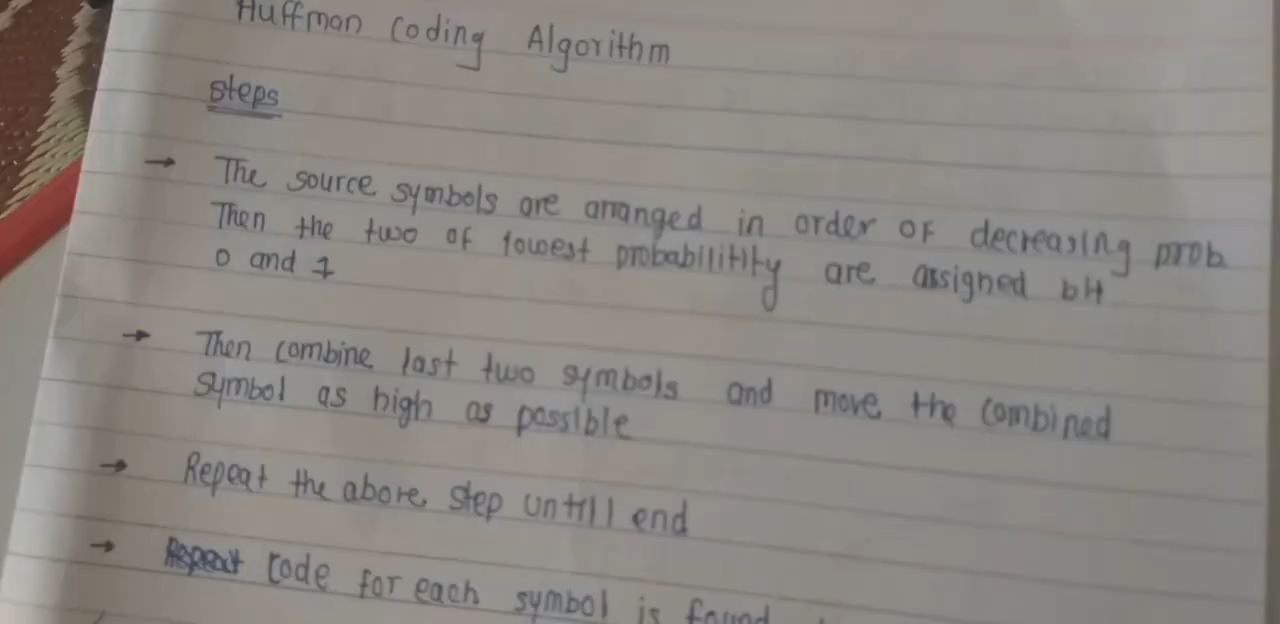 Huffman Coding Algorithm
steps
→ The source symbols are arranged in order of decreasing prob
Then the two of lowest probabilitity are assigned bit
0 and 1
→ Then combine last two symbols and move the combined
symbol as high as possible
→ Repeat the above step untill end
→ code for each symbol is found